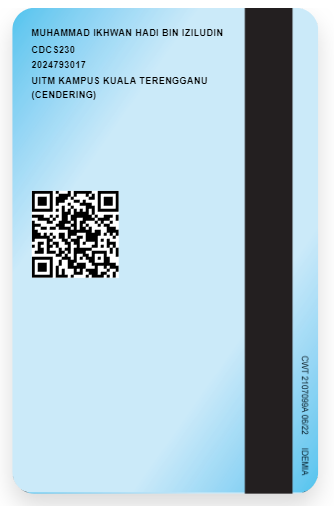 MUHAMMAD IKHWAN HADI BIN IZILUDIN
CDCS230
2024793017
UITM KAMPUS KUALA TERENGGANU
(CENDERING)
CWT 2107099A 06/22 IDEMIA